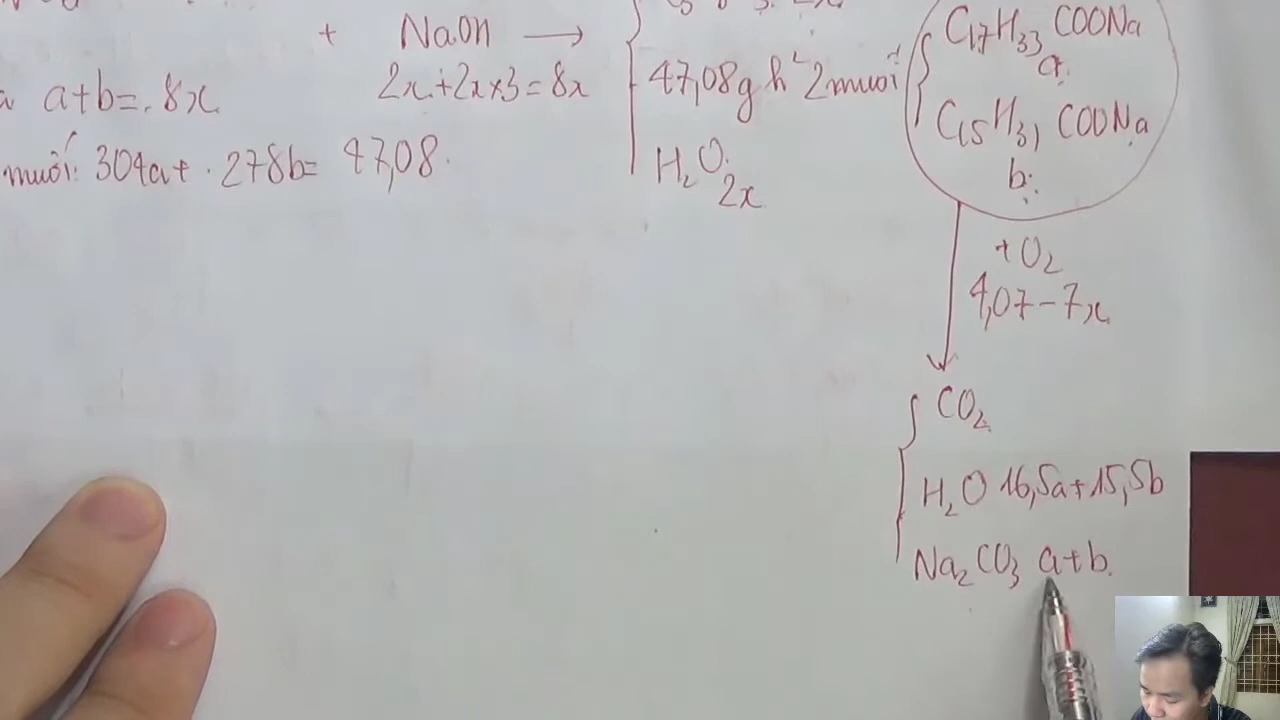 + NaOH →
2x+2x×3=8x
a+b=.8x
muối: 304a+ 278b= 47,08
47,08g h² 2muối
H₂O
2x
C₁₇H₃₃COONa
a
C₁₅H₃₁COONa
b
+O₂
4,07-7x
CO₂
H₂O 16,5a+15,5b
Na₂CO₃ a+b